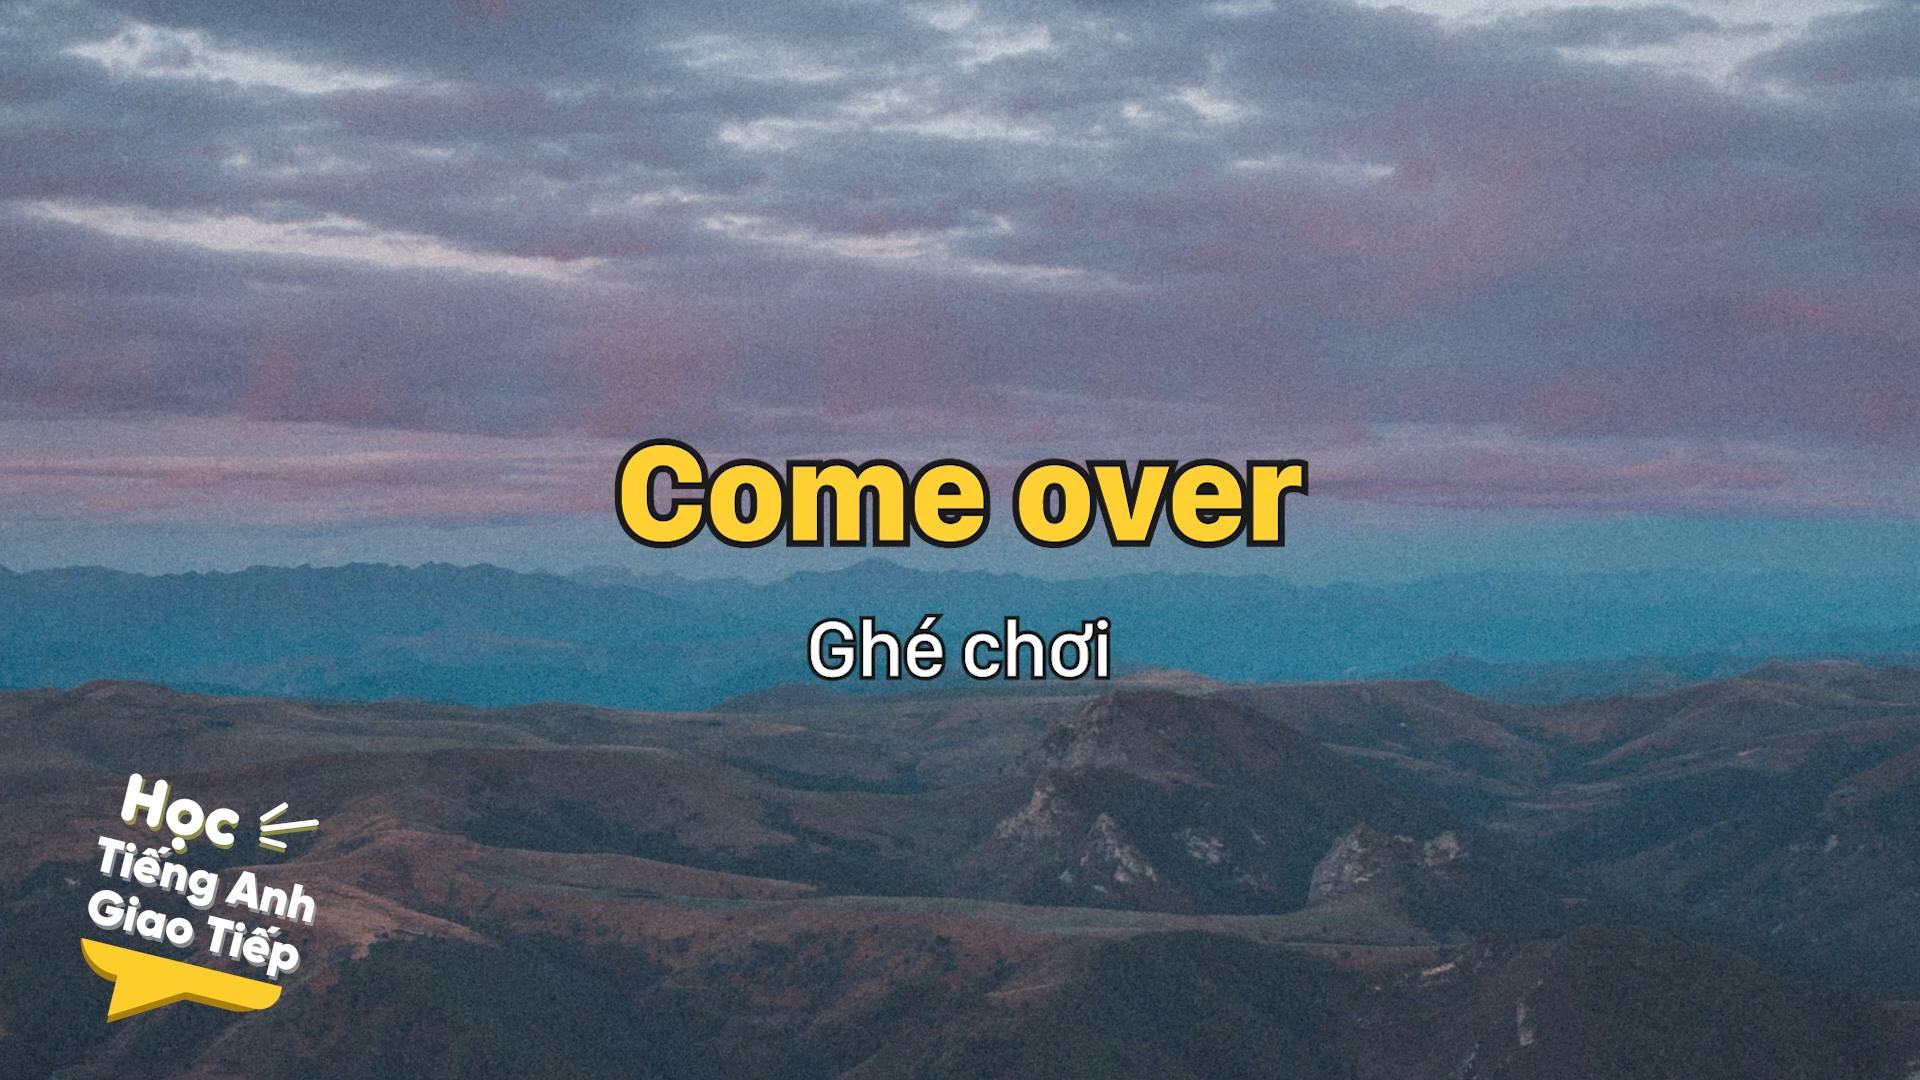 Come over
Ghé chơi
Học
Tiếng Anh
Giao Tiếp